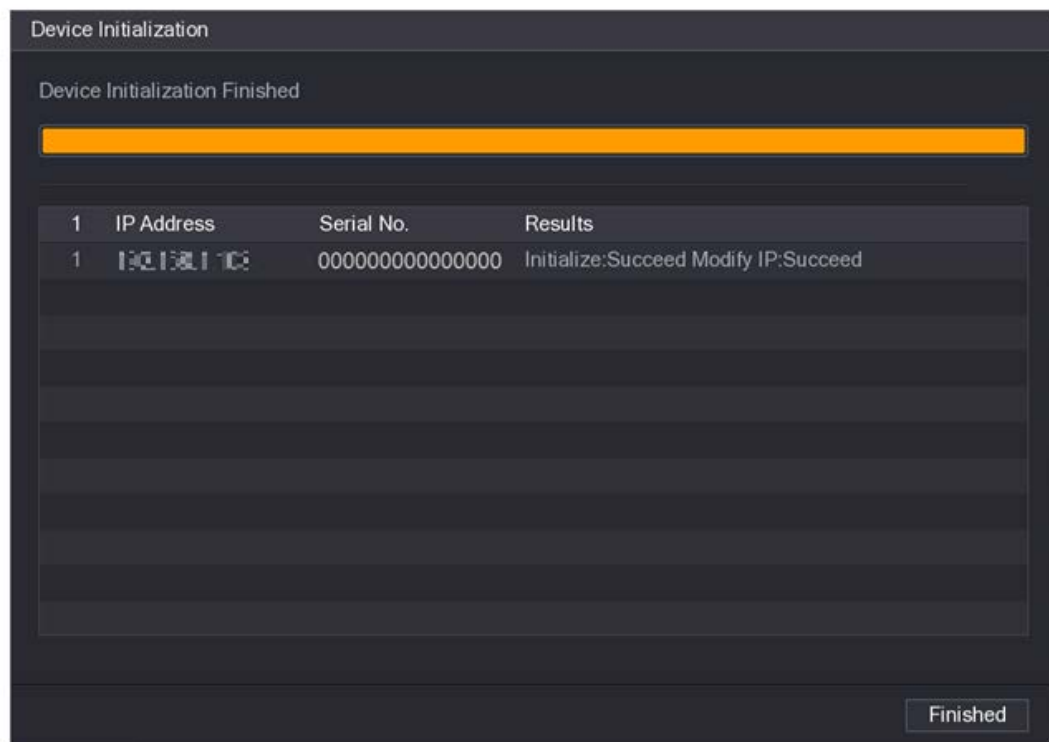 Device Initialization
Device Initialization Finished
1 IP Address Serial No. Results
1 000000000000000 Initialize:Succeed Modify IP:Succeed
Finished